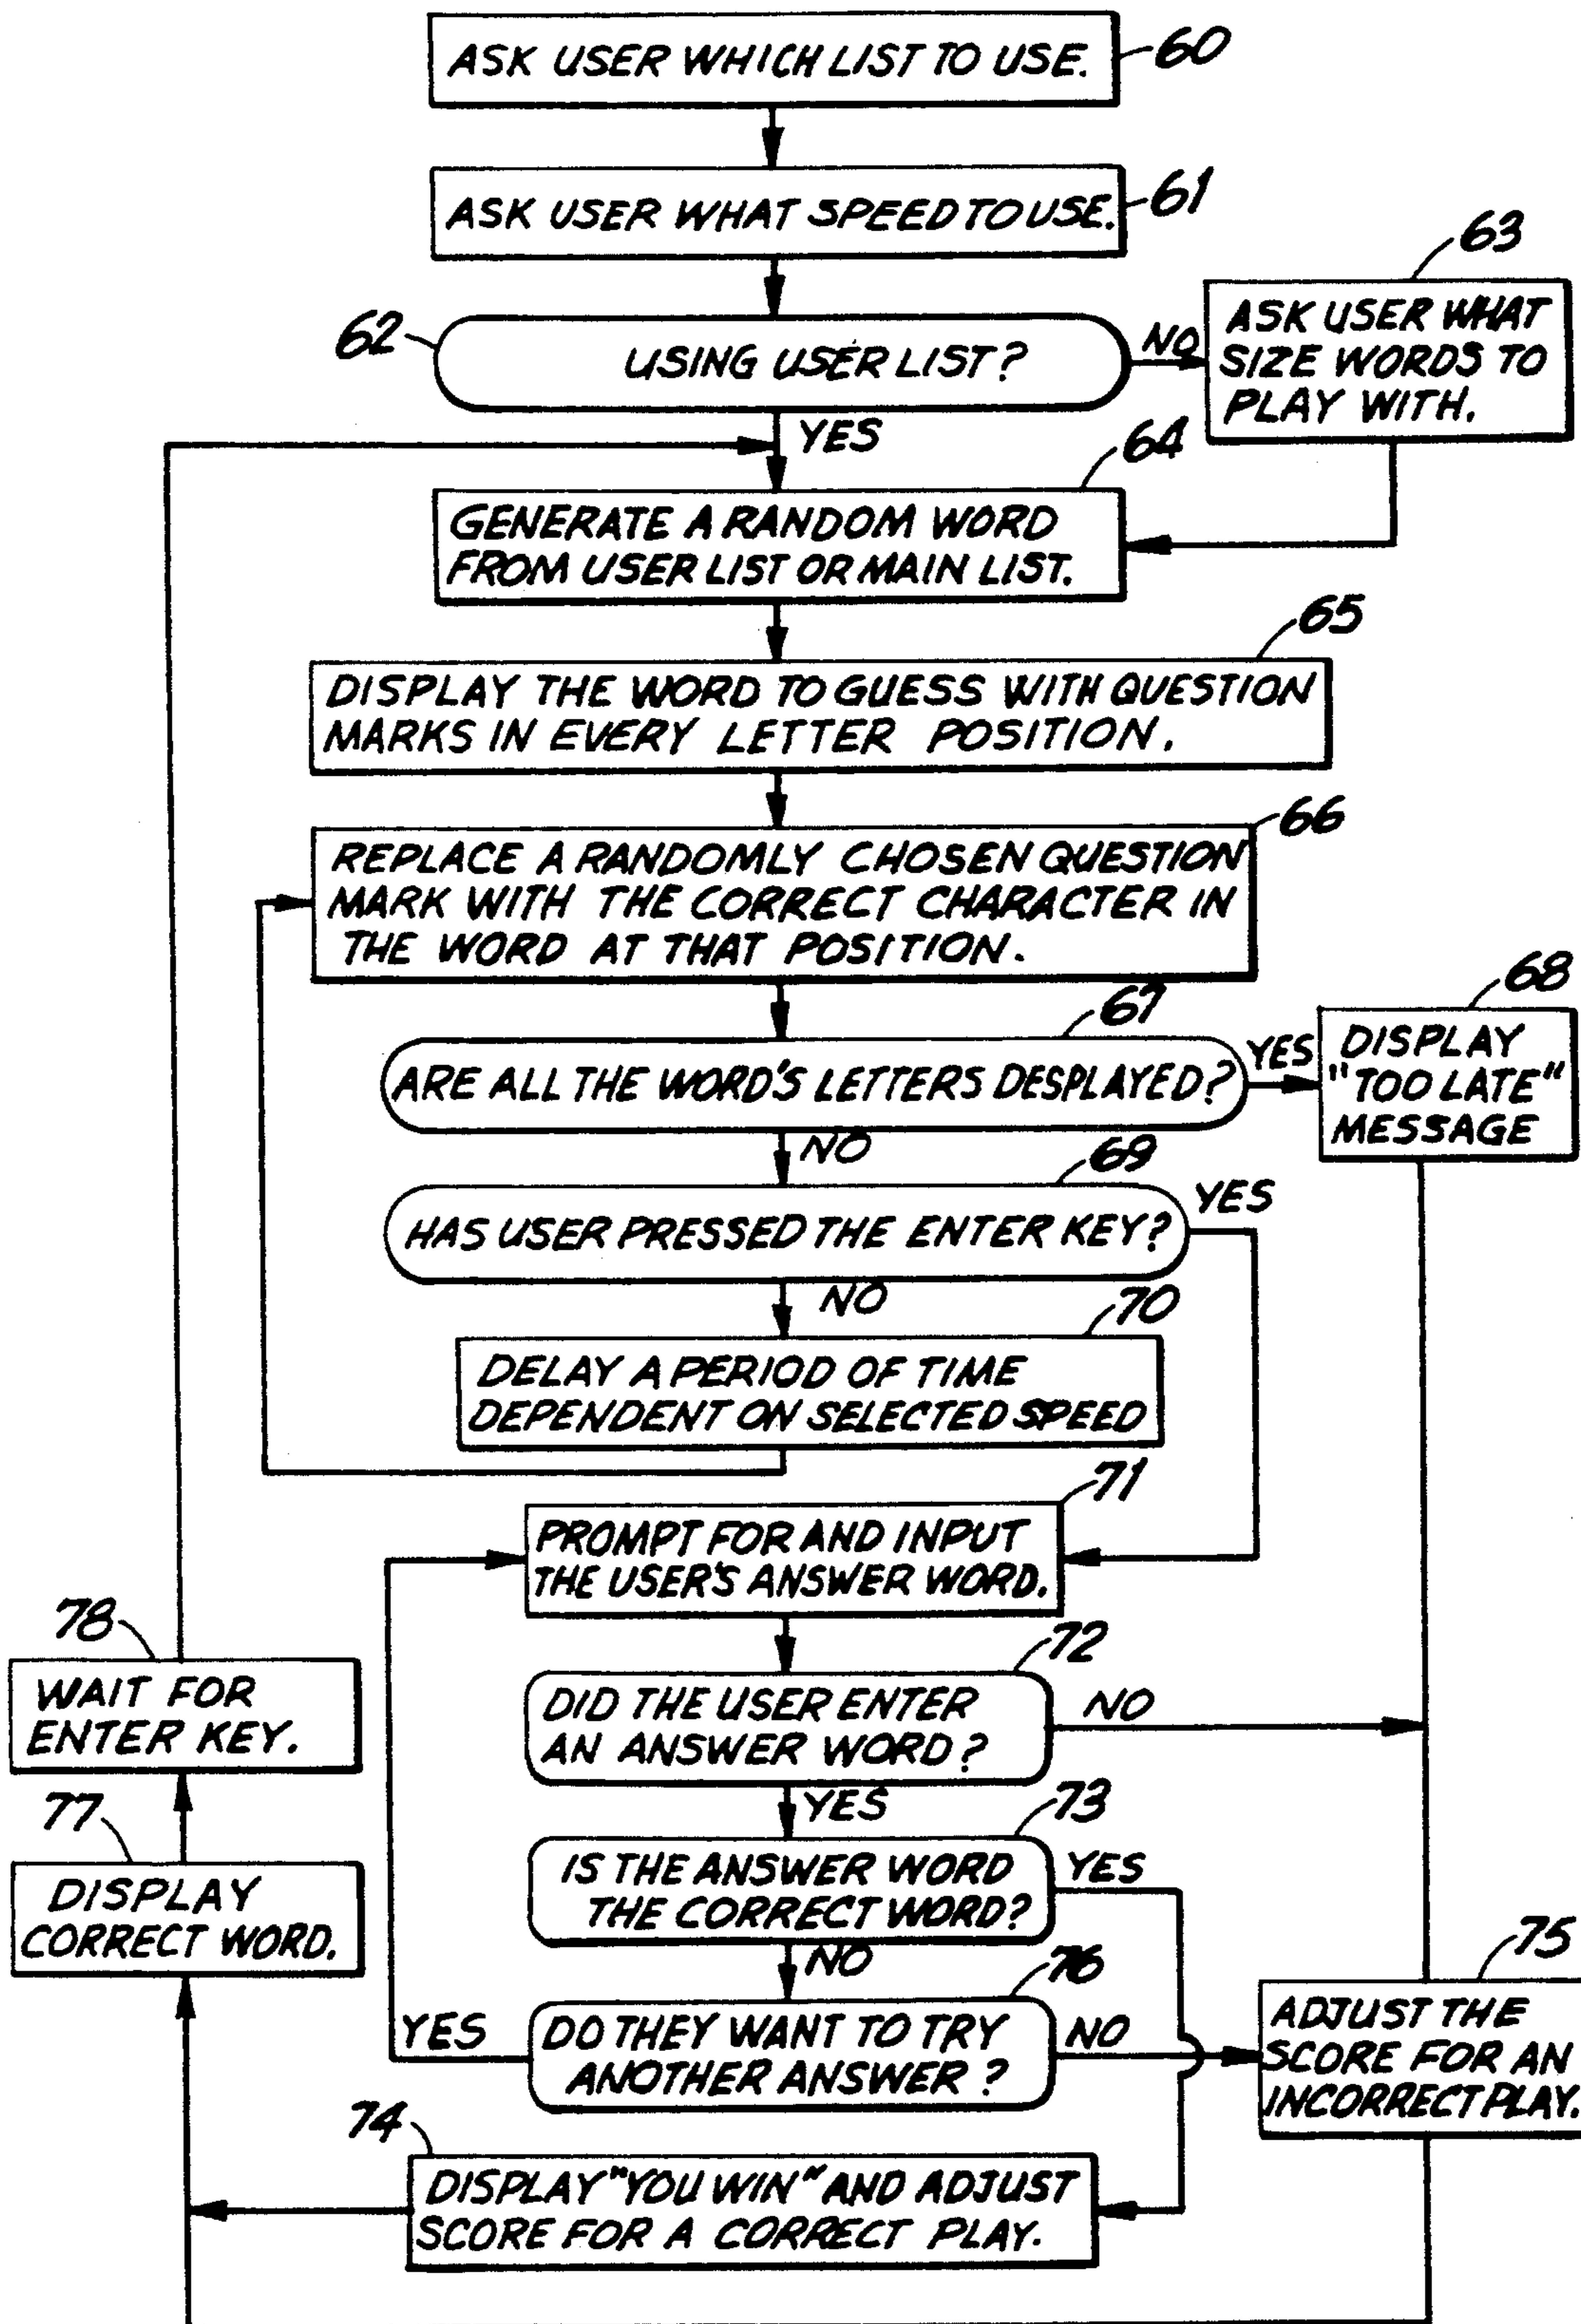 60
ASK USER WHICH LIST TO USE.
61
ASK USER WHAT SPEED TO USE.
62
USING USER LIST?
NO
63
ASK USER WHAT
SIZE WORDS TO
PLAY WITH.
YES
64
GENERATE A RANDOM WORD
FROM USER LIST OR MAIN LIST.
65
DISPLAY THE WORD TO GUESS WITH QUESTION
MARKS IN EVERY LETTER POSITION.
66
REPLACE A RANDOMLY CHOSEN QUESTION
MARK WITH THE CORRECT CHARACTER IN
THE WORD AT THAT POSITION.
67
ARE ALL THE WORD'S LETTERS DESPLAYED?
YES
68
DISPLAY
"TOO LATE"
MESSAGE
NO
69
HAS USER PRESSED THE ENTER KEY?
YES
NO
70
DELAY A PERIOD OF TIME
DEPENDENT ON SELECTED SPEED
71
PROMPT FOR AND INPUT
THE USER'S ANSWER WORD.
72
DID THE USER ENTER
AN ANSWER WORD?
NO
YES
73
IS THE ANSWER WORD
THE CORRECT WORD?
YES
NO
76
DO THEY WANT TO TRY
ANOTHER ANSWER?
YES
NO
75
ADJUST THE
SCORE FOR AN
INCORRECT PLAY.
74
DISPLAY "YOU WIN" AND ADJUST
SCORE FOR A CORRECT PLAY.
77
DISPLAY
CORRECT WORD.
78
WAIT FOR
ENTER KEY.